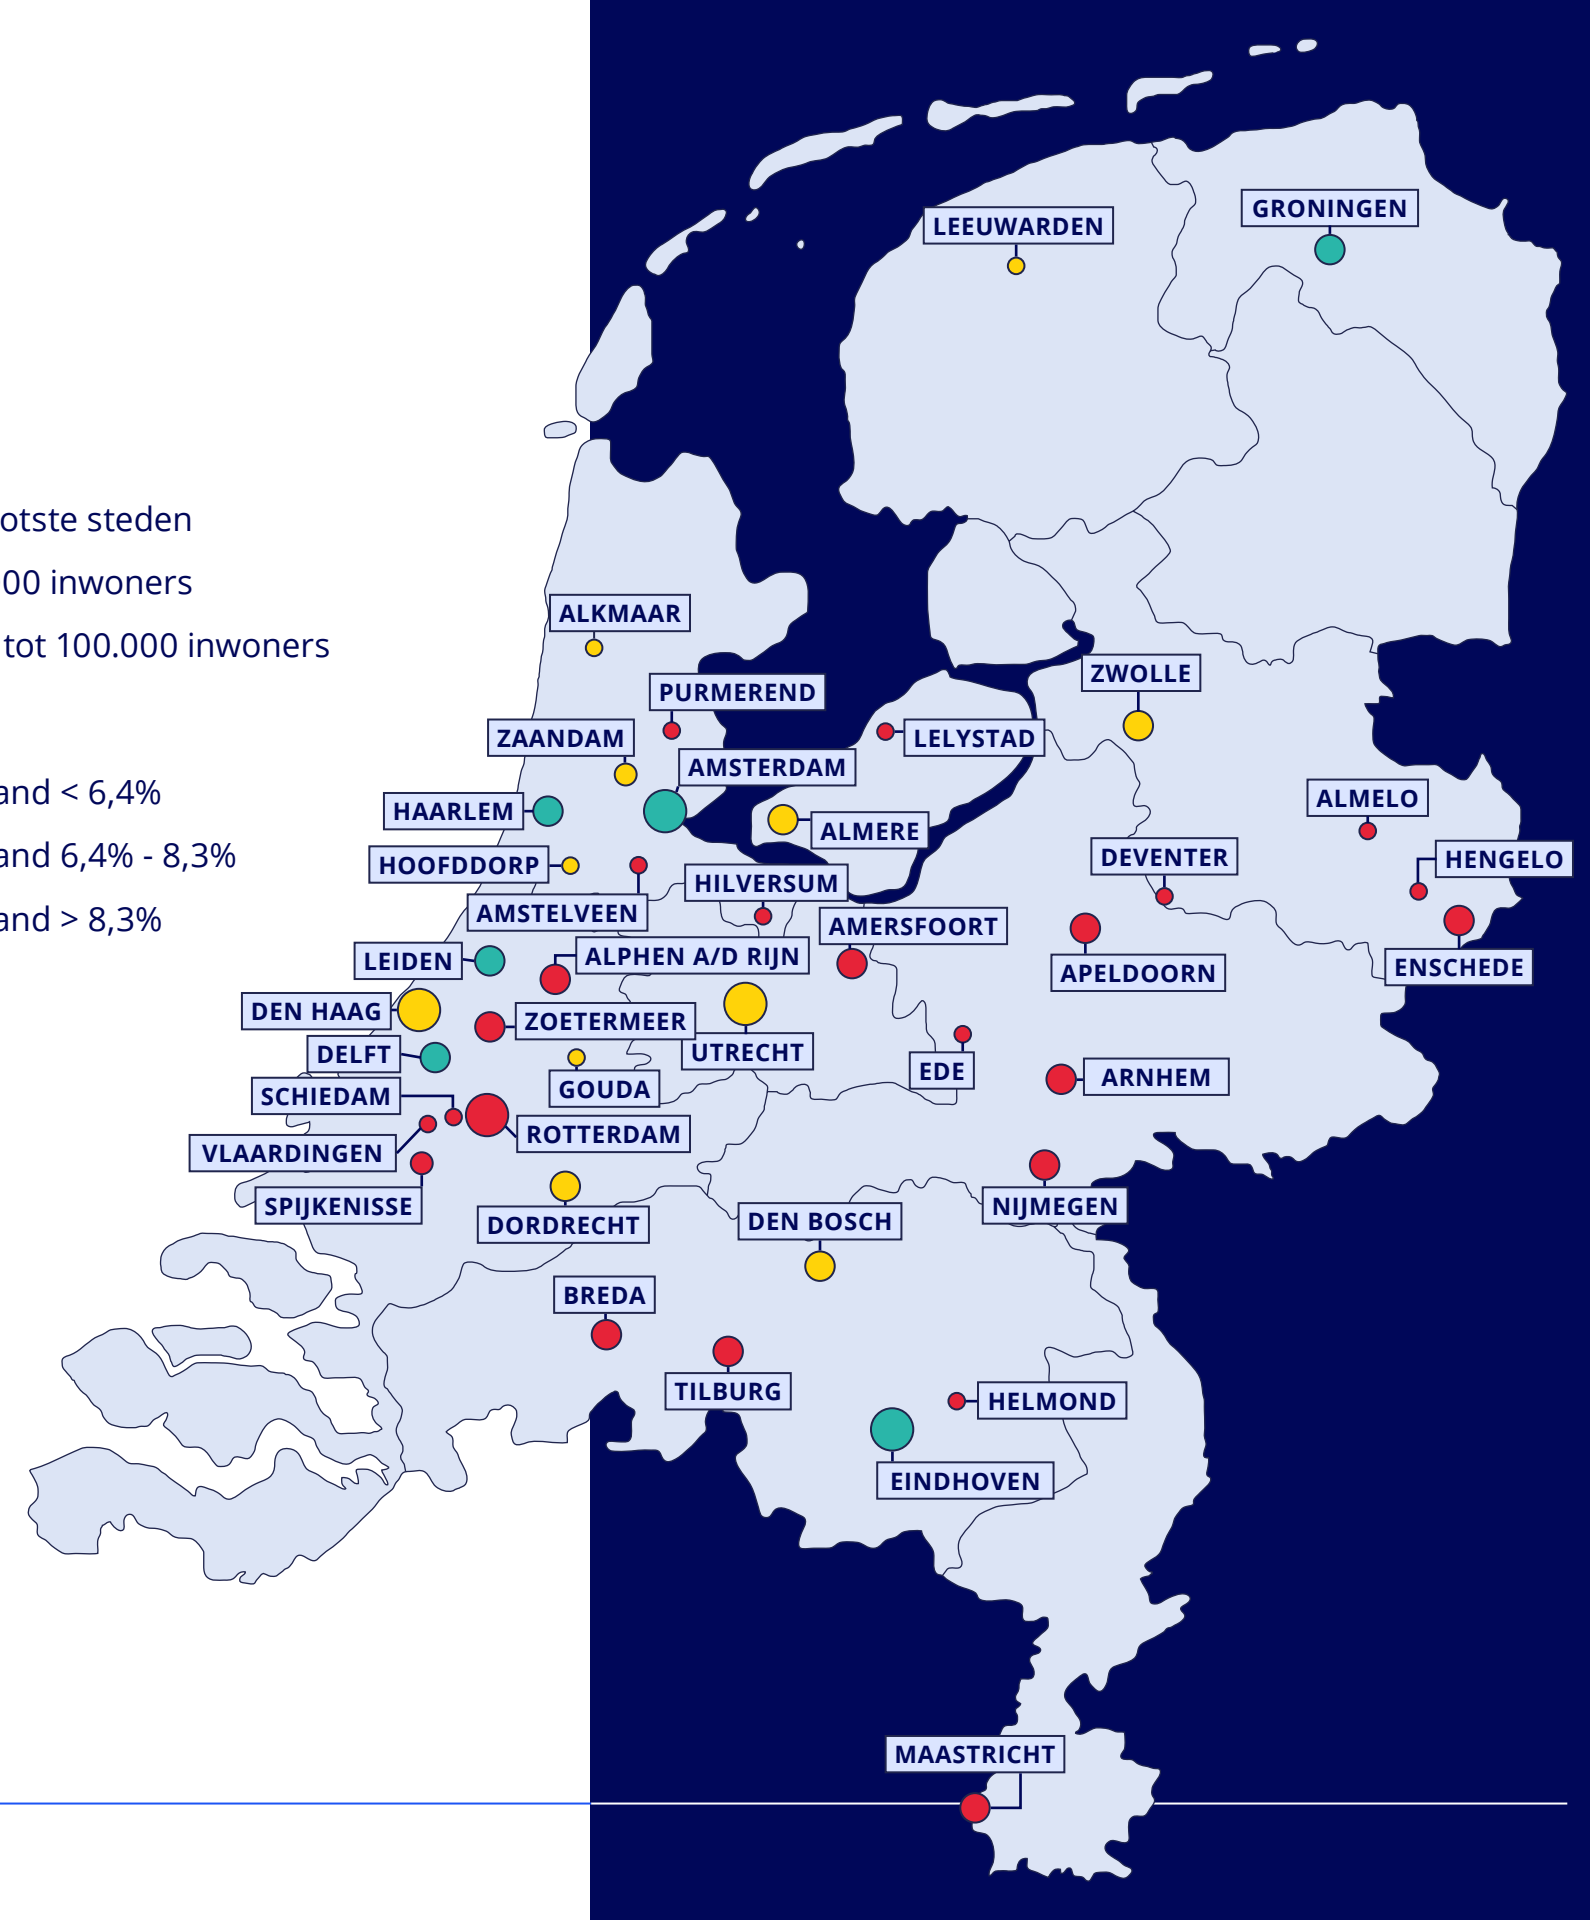 GRONINGEN
LEEUWARDEN
otste steden
00 inwoners
ALKMAAR
tot 100.000 inwoners
ZWOLLE
PURMEREND
ZAANDAM
LELYSTAD
AMSTERDAM
and < 6,4%
ALMELO
HAARLEM
ALMERE
and 6,4% - 8,3%
DEVENTER
HENGELO
HOOFDDORP
HILVERSUM
and > 8,3%
AMSTELVEEN
AMERSFOORT
ALPHEN A/D RIJN
LEIDEN
ENSCHEDE
APELDOORN
DEN HAAG
ZOETERMEER
DELFT
UTRECHT
EDE
ARNHEM
GOUDA
SCHIEDAM
ROTTERDAM
VLAARDINGEN
SPIJKENISSE
NIJMEGEN
DORDRECHT
DEN BOSCH
BREDA
TILBURG
HELMOND
EINDHOVEN
MAASTRICHT